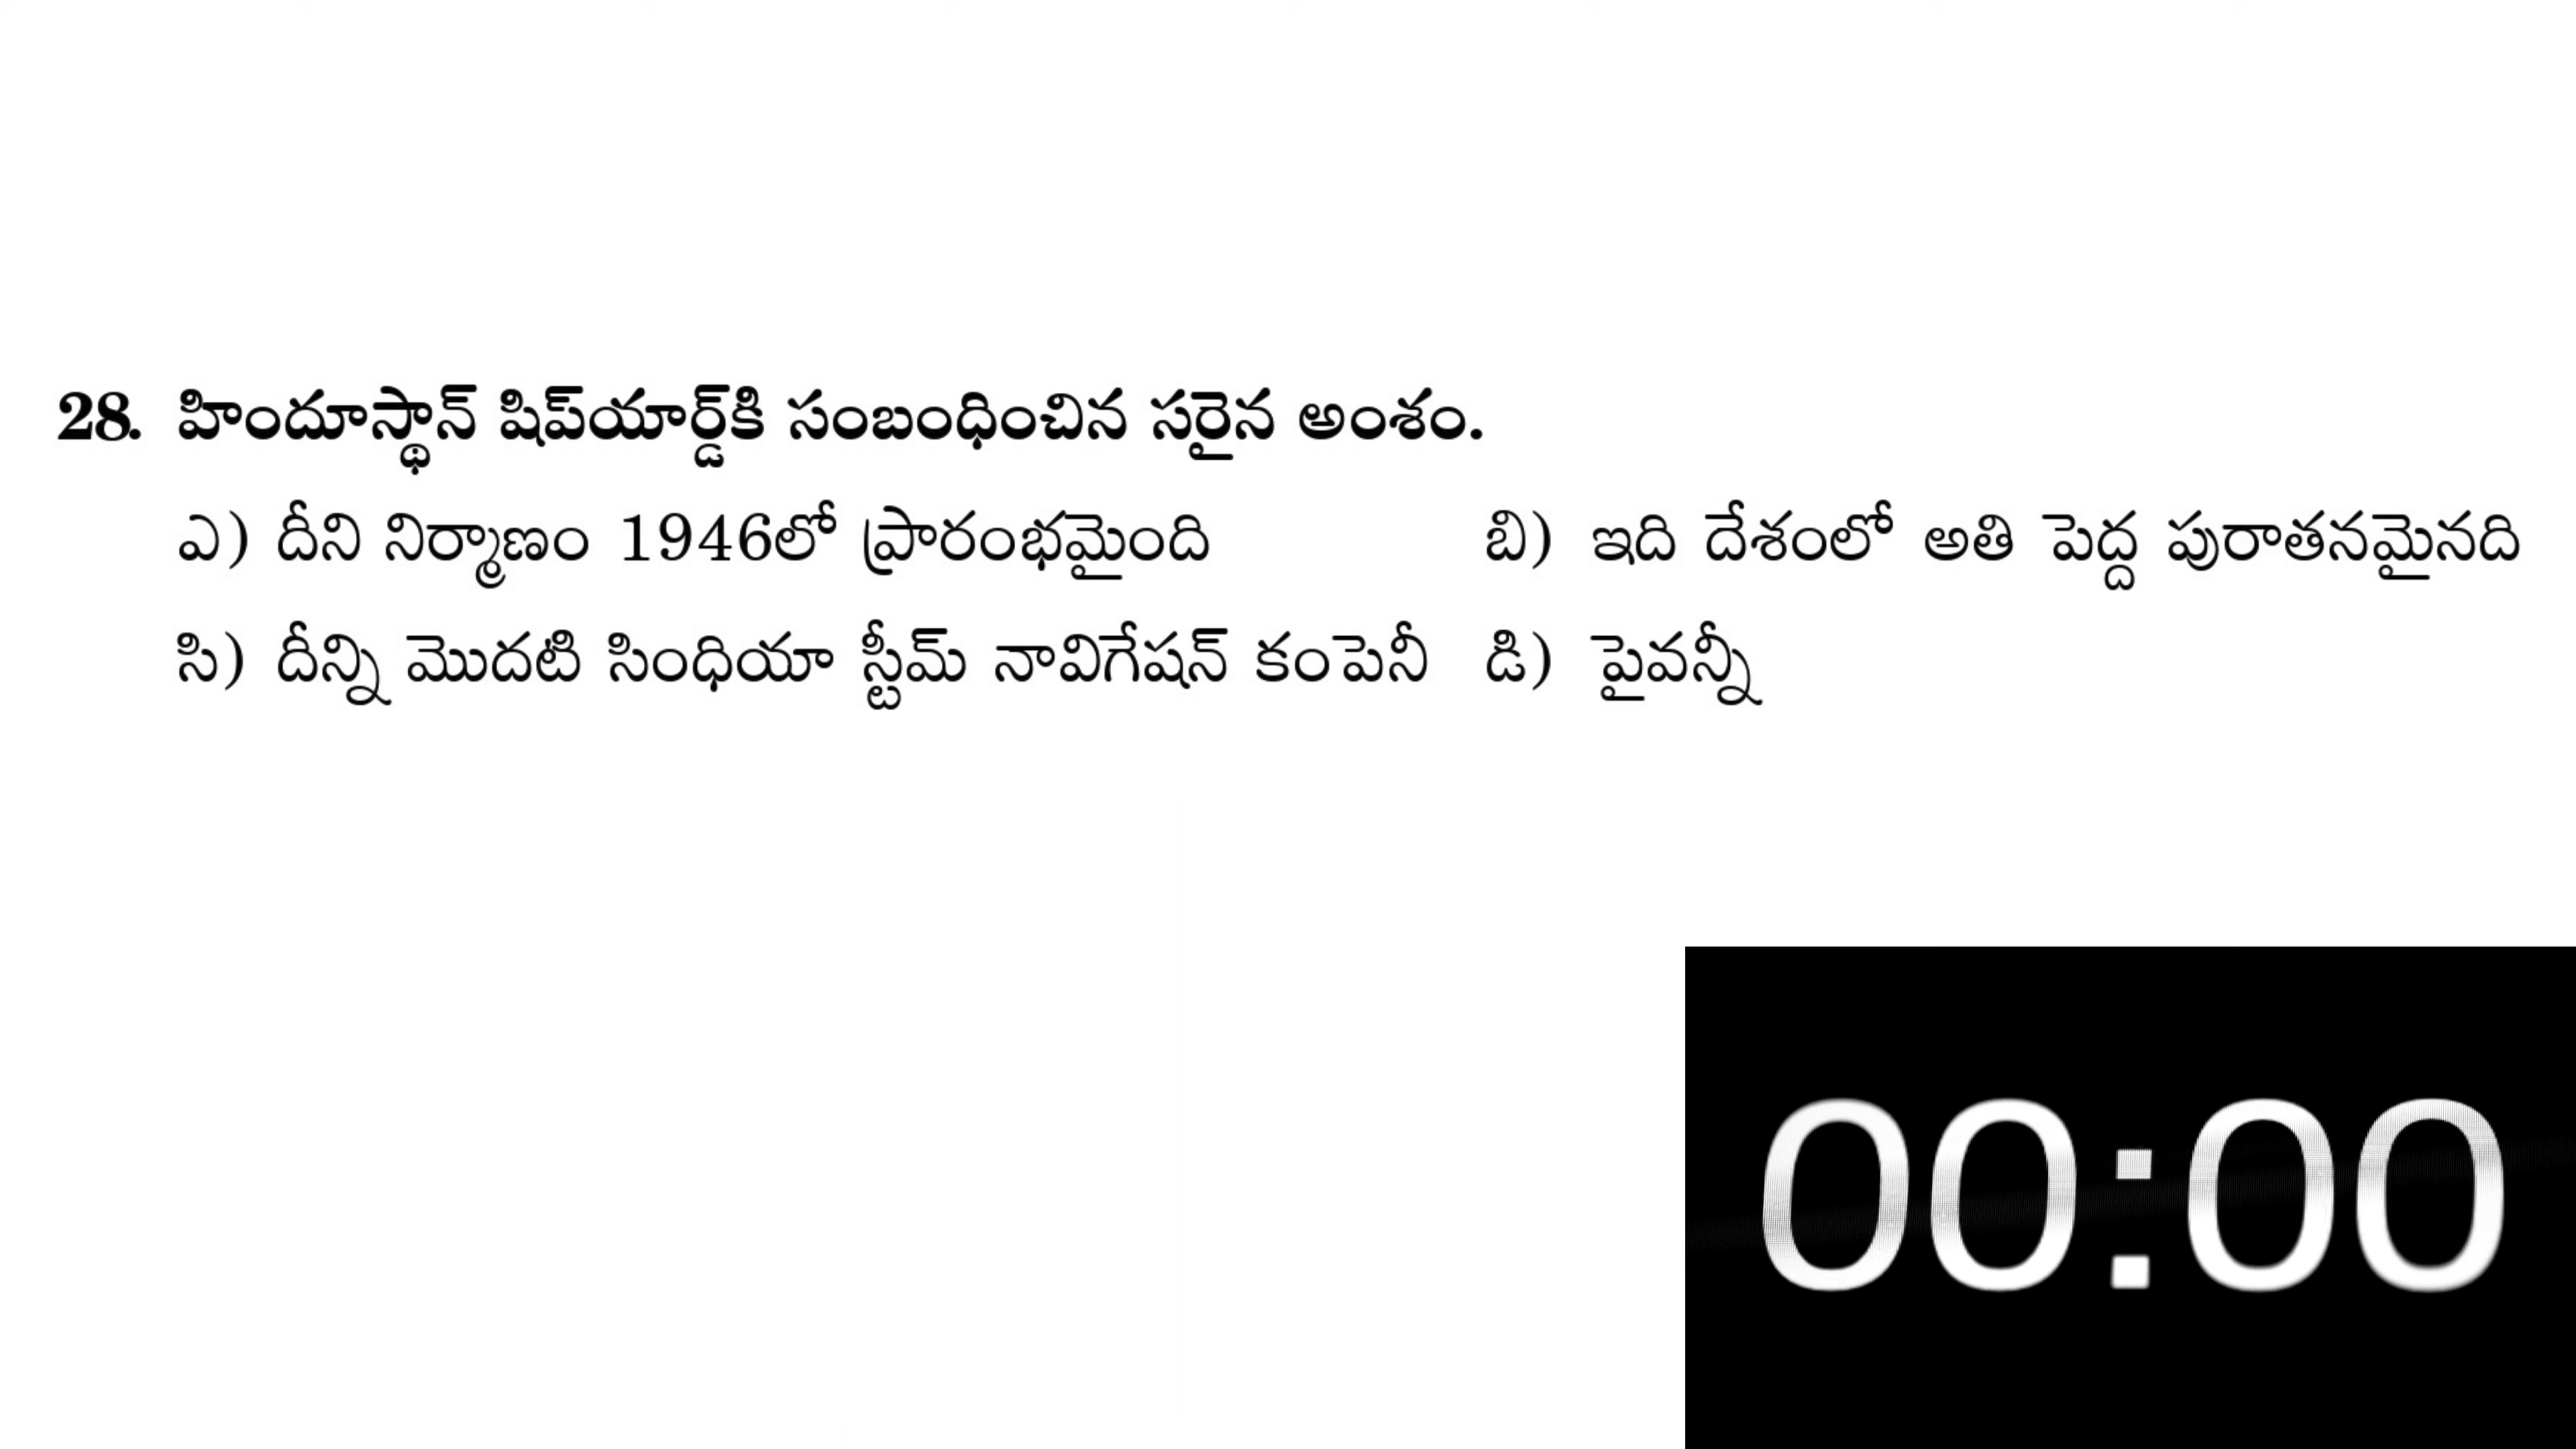 28. హిందూస్థాన్ షిప్‌యార్డ్‌కి సంబంధించిన సరైన అంశం.
ఎ) దీని నిర్మాణం 1946లో ప్రారంభమైంది బి) ఇది దేశంలో అతి పెద్ద పురాతనమైనది
సి) దీన్ని మొదటి సింధియా స్టీమ్ నావిగేషన్ కంపెనీ డి) పైవన్నీ
00:00